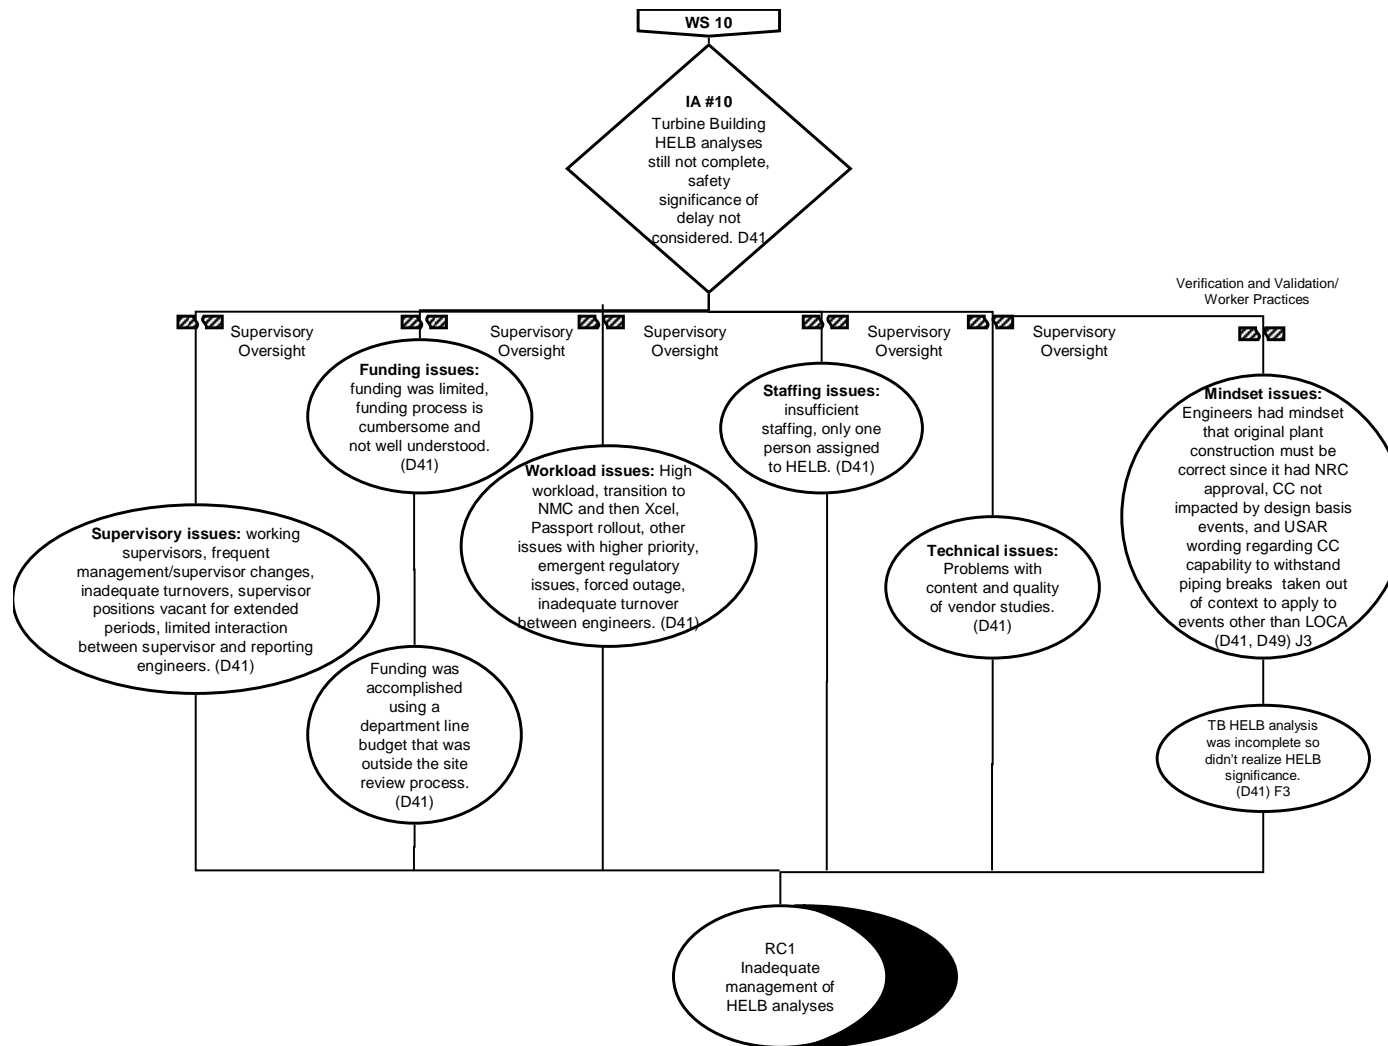 WS 10
IA #10
Turbine Building
HELB analyses
still not complete,
safety
significance of
delay not
considered. D41
Verification and Validation/
Worker Practices
Supervisory
Oversight
Supervisory
Oversight
Supervisory
Oversight
Supervisory
Oversight
Supervisory
Oversight
Funding issues:
funding was limited,
funding process is
cumbersome and
not well understood.
(D41)
Staffing issues:
insufficient
staffing, only one
person assigned
to HELB. (D41)
Mindset issues:
Engineers had mindset
that original plant
construction must be
correct since it had NRC
approval, CC not
impacted by design basis
events, and USAR
wording regarding CC
capability to withstand
piping breaks taken out
of context to apply to
events other than LOCA
(D41, D49) J3
Workload issues: High
workload, transition to
NMC and then Xcel,
Passport rollout, other
issues with higher priority,
emergent regulatory
issues, forced outage,
inadequate turnover
between engineers. (D41)
Supervisory issues: working
supervisors, frequent
management/supervisor changes,
inadequate turnovers, supervisor
positions vacant for extended
periods, limited interaction
between supervisor and reporting
engineers. (D41)
Technical issues:
Problems with
content and quality
of vendor studies.
(D41)
Funding was
accomplished
using a
department line
budget that was
outside the site
review process.
(D41)
TB HELB analysis
was incomplete so
didn't realize HELB
significance.
(D41) F3
RC1
Inadequate
management of
HELB analyses